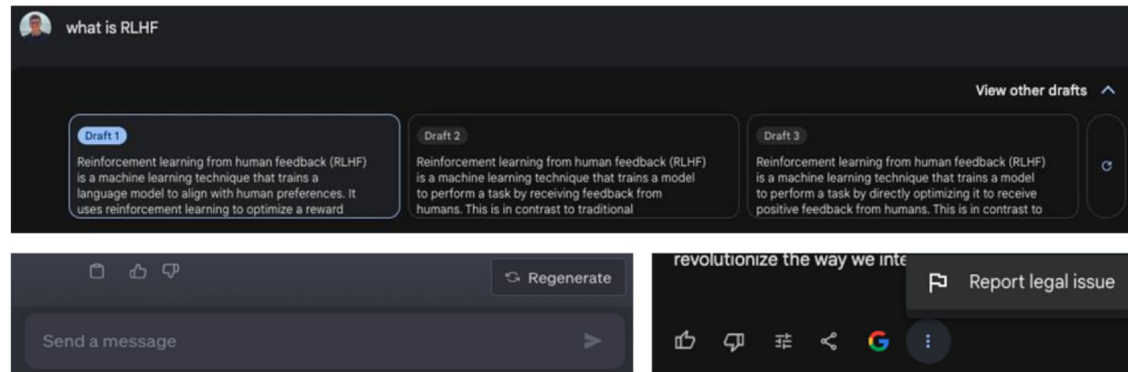 what is RLHF
View other drafts
Draft 1
Reinforcement learning from human feedback (RLHF)
is a machine learning technique that trains a
language model to align with human preferences. It
uses reinforcement learning to optimize a reward
Draft 2
Reinforcement learning from human feedback (RLHF)
is a machine learning technique that trains a model
to perform a task by receiving feedback from
humans. This is in contrast to traditional
Draft 3
Reinforcement learning from human feedback (RLHF)
is a machine learning technique that trains a model
to perform a task by directly optimizing it to receive
positive feedback from humans. This is in contrast to
Regenerate
Send a message
revolutionize the way we inte
Report legal issue